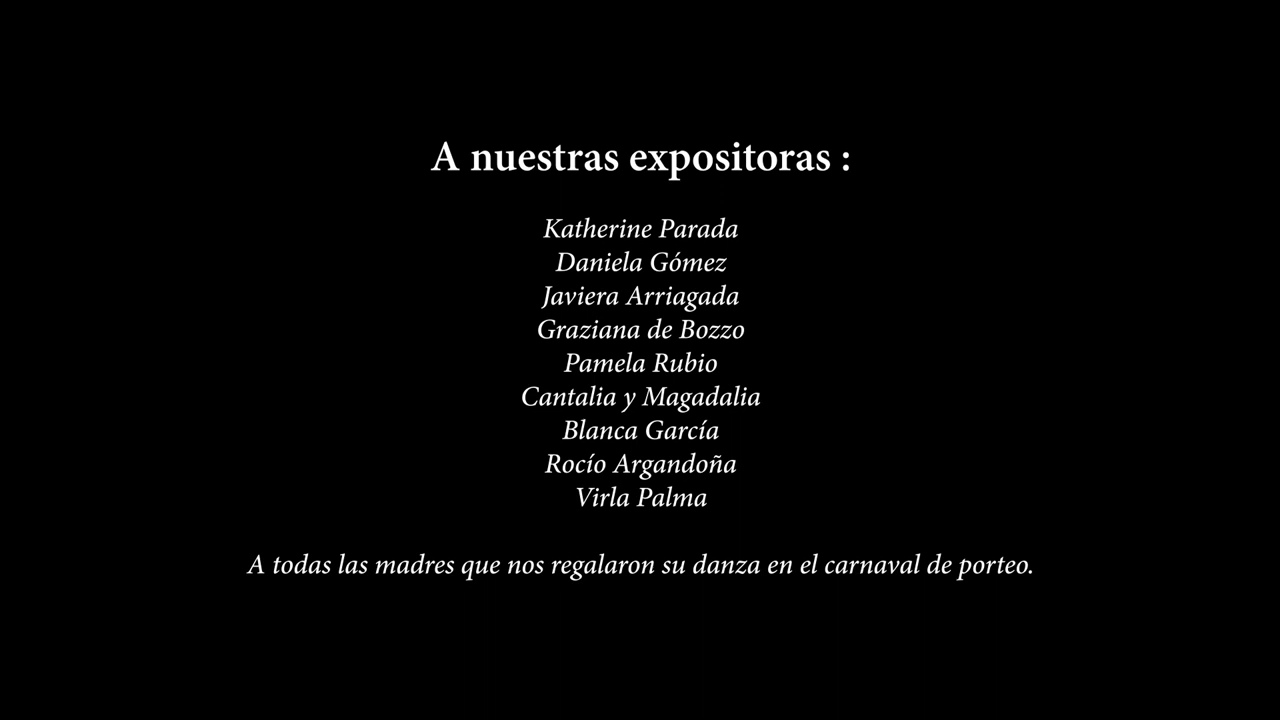 A nuestras expositoras :
Katherine Parada
Daniela Gómez
Javiera Arriagada
Graziana de Bozzo
Pamela Rubio
Cantalia y Magadalia
Blanca García
Rocío Argandoña
Virla Palma
A todas las madres que nos regalaron su danza en el carnaval de porteo.